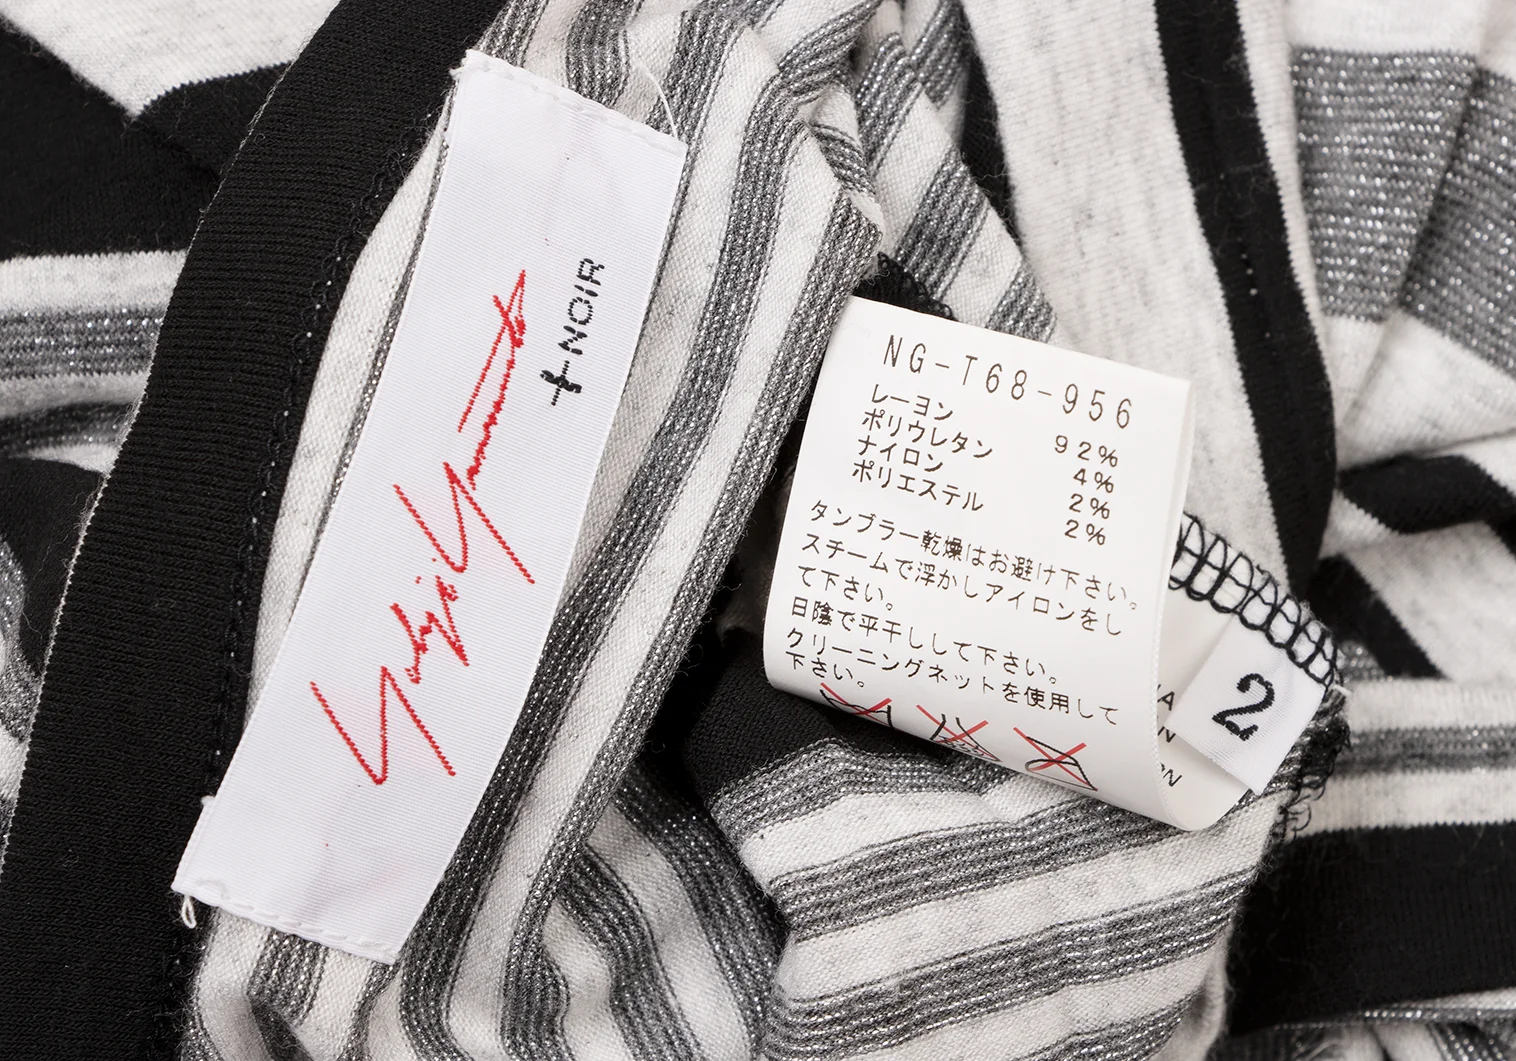 Yohji Yamamoto
+NOIR
NG-T68-956
レーヨン 92%
ポリウレタン 4%
ナイロン 2%
ポリエステル 2%
タンブラー乾燥はお避け下さい。
スチームで浮かしアイロンをし
て下さい。
日陰で平干しして下さい。
クリーニングネットを使用して
下さい。
2